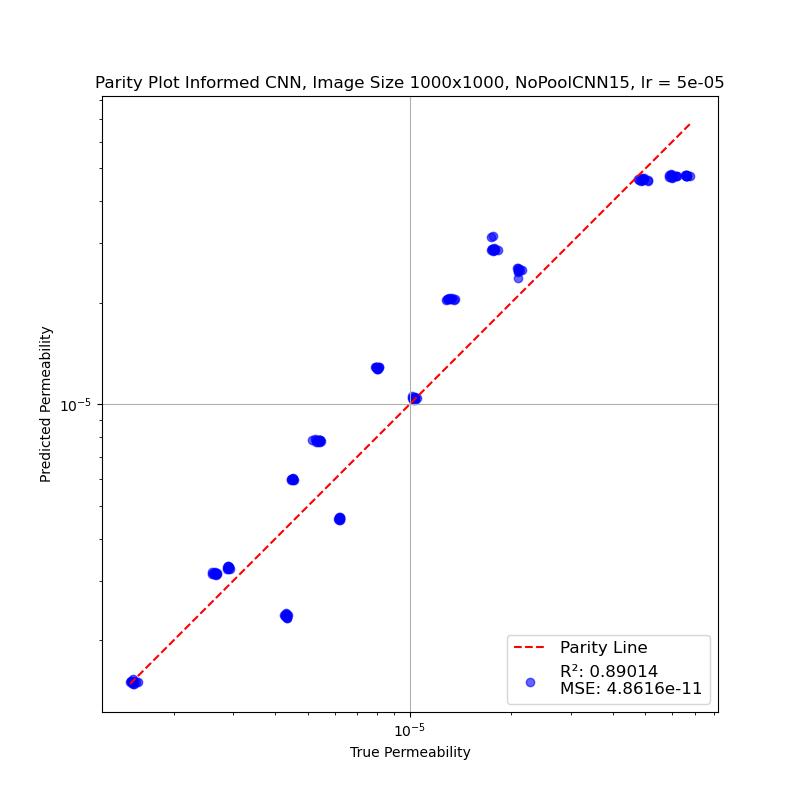 Parity Plot Informed CNN, Image Size 1000x1000, NoPoolCNN15, lr = 5e-05
Predicted Permeability
10⁻⁵
Parity Line
R²: 0.89014
MSE: 4.8616e-11
10⁻⁵
True Permeability